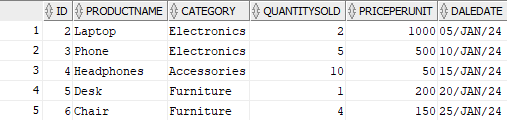 ID PRODUCTNAME CATEGORY QUANTITYSOLD PRICEPERUNIT DALEDATE
1 2 Laptop Electronics 2 1000 05/JAN/24
2 3 Phone Electronics 5 500 10/JAN/24
3 4 Headphones Accessories 10 50 15/JAN/24
4 5 Desk Furniture 1 200 20/JAN/24
5 6 Chair Furniture 4 150 25/JAN/24